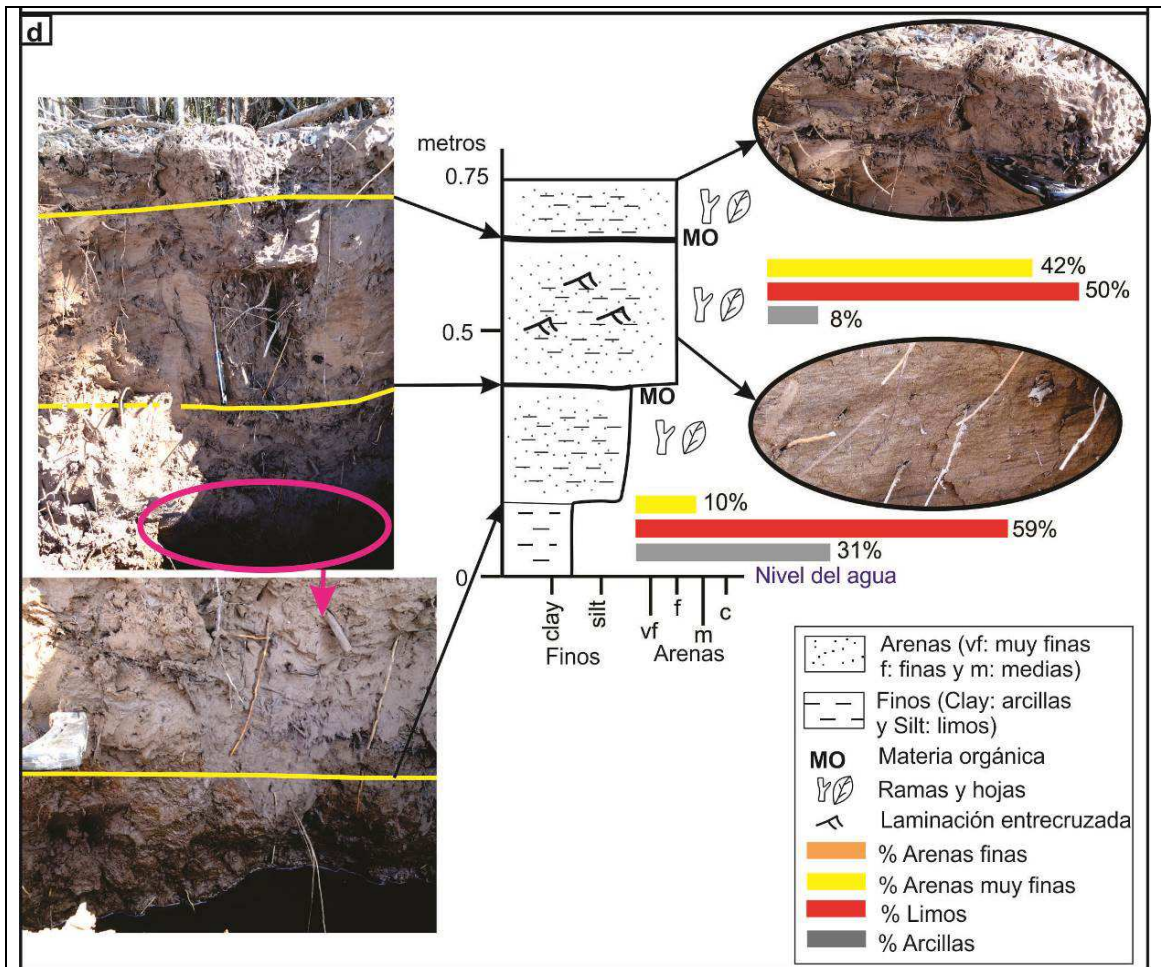 d
metros
0.75
MO
42%
50%
8%
0.5
MO
10%
59%
31%
0
Nivel del agua
clay
silt
vf
f
m
c
Finos
Arenas
Arenas (vf: muy finas
f: finas y m: medias)
Finos (Clay: arcillas
y Silt: limos)
MO Materia orgánica
Ramas y hojas
Laminación entrecruzada
% Arenas finas
% Arenas muy finas
% Limos
% Arcillas